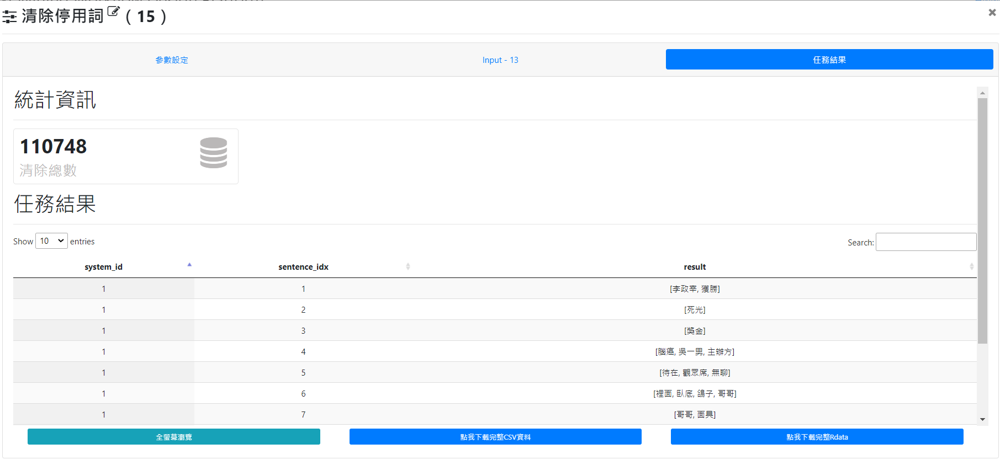 清除停用詞 ( 15 )
參數設定 Input - 13 任務結果
統計資訊
110748
清除總數
任務結果
Show 10 entries Search:
system_id sentence_idx result
1 1 [李政宰, 獲勝]
1 2 [死光]
1 3 [獎金]
1 4 [腦癌, 吳一男, 主辦方]
1 5 [待在, 觀眾席, 無聊]
1 6 [裡面, 臥底, 鴿子, 哥哥]
1 7 [哥哥, 面具]
全螢幕瀏覽 點我下載完整CSV資料 點我下載完整Rdata